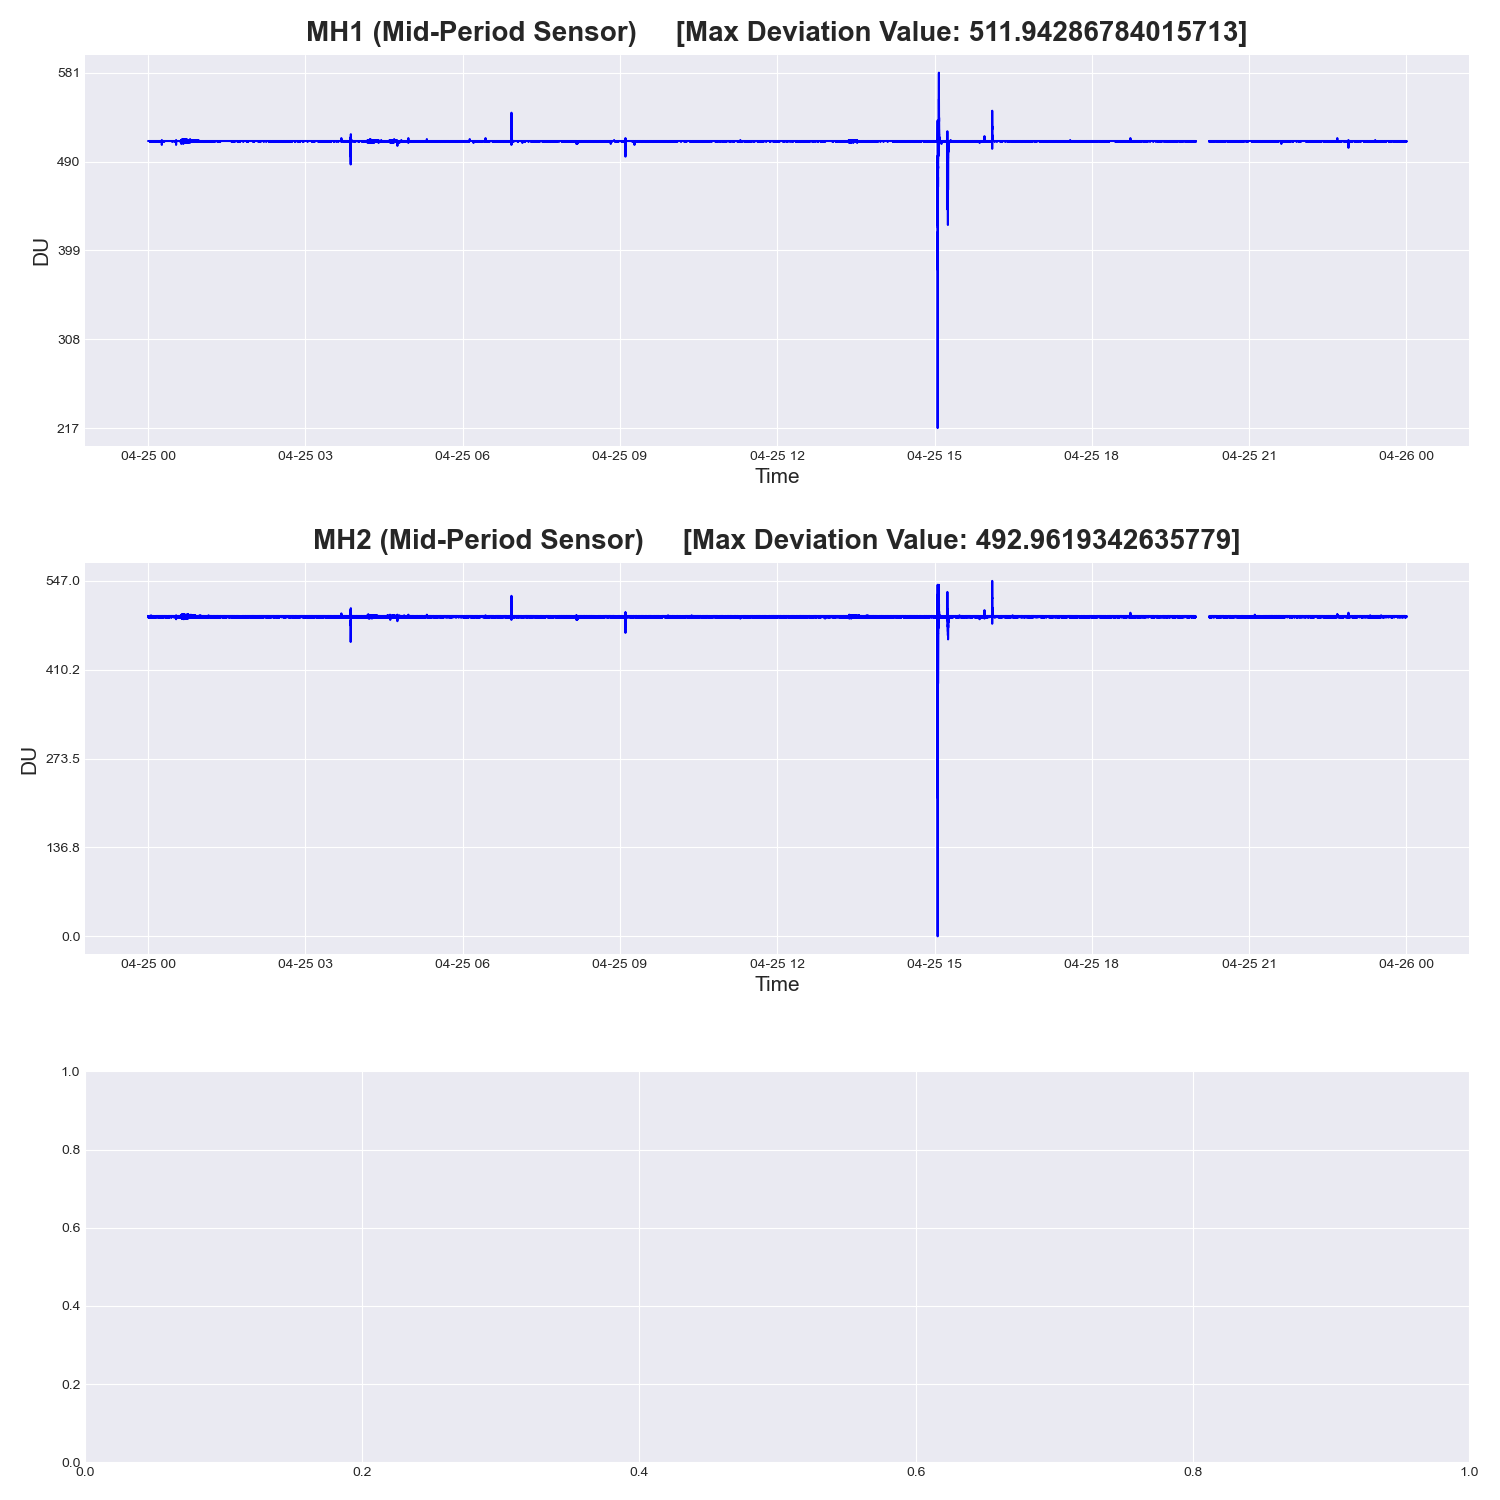 MH1 (Mid-Period Sensor) [Max Deviation Value: 511.94286784015713]
581
490
399
308
217
DU
04-25 00 04-25 03 04-25 06 04-25 09 04-25 12 04-25 15 04-25 18 04-25 21 04-26 00
Time
MH2 (Mid-Period Sensor) [Max Deviation Value: 492.9619342635779]
547.0
410.2
273.5
136.8
0.0
DU
04-25 00 04-25 03 04-25 06 04-25 09 04-25 12 04-25 15 04-25 18 04-25 21 04-26 00
Time
1.0
0.8
0.6
0.4
0.2
0.0
0.0 0.2 0.4 0.6 0.8 1.0